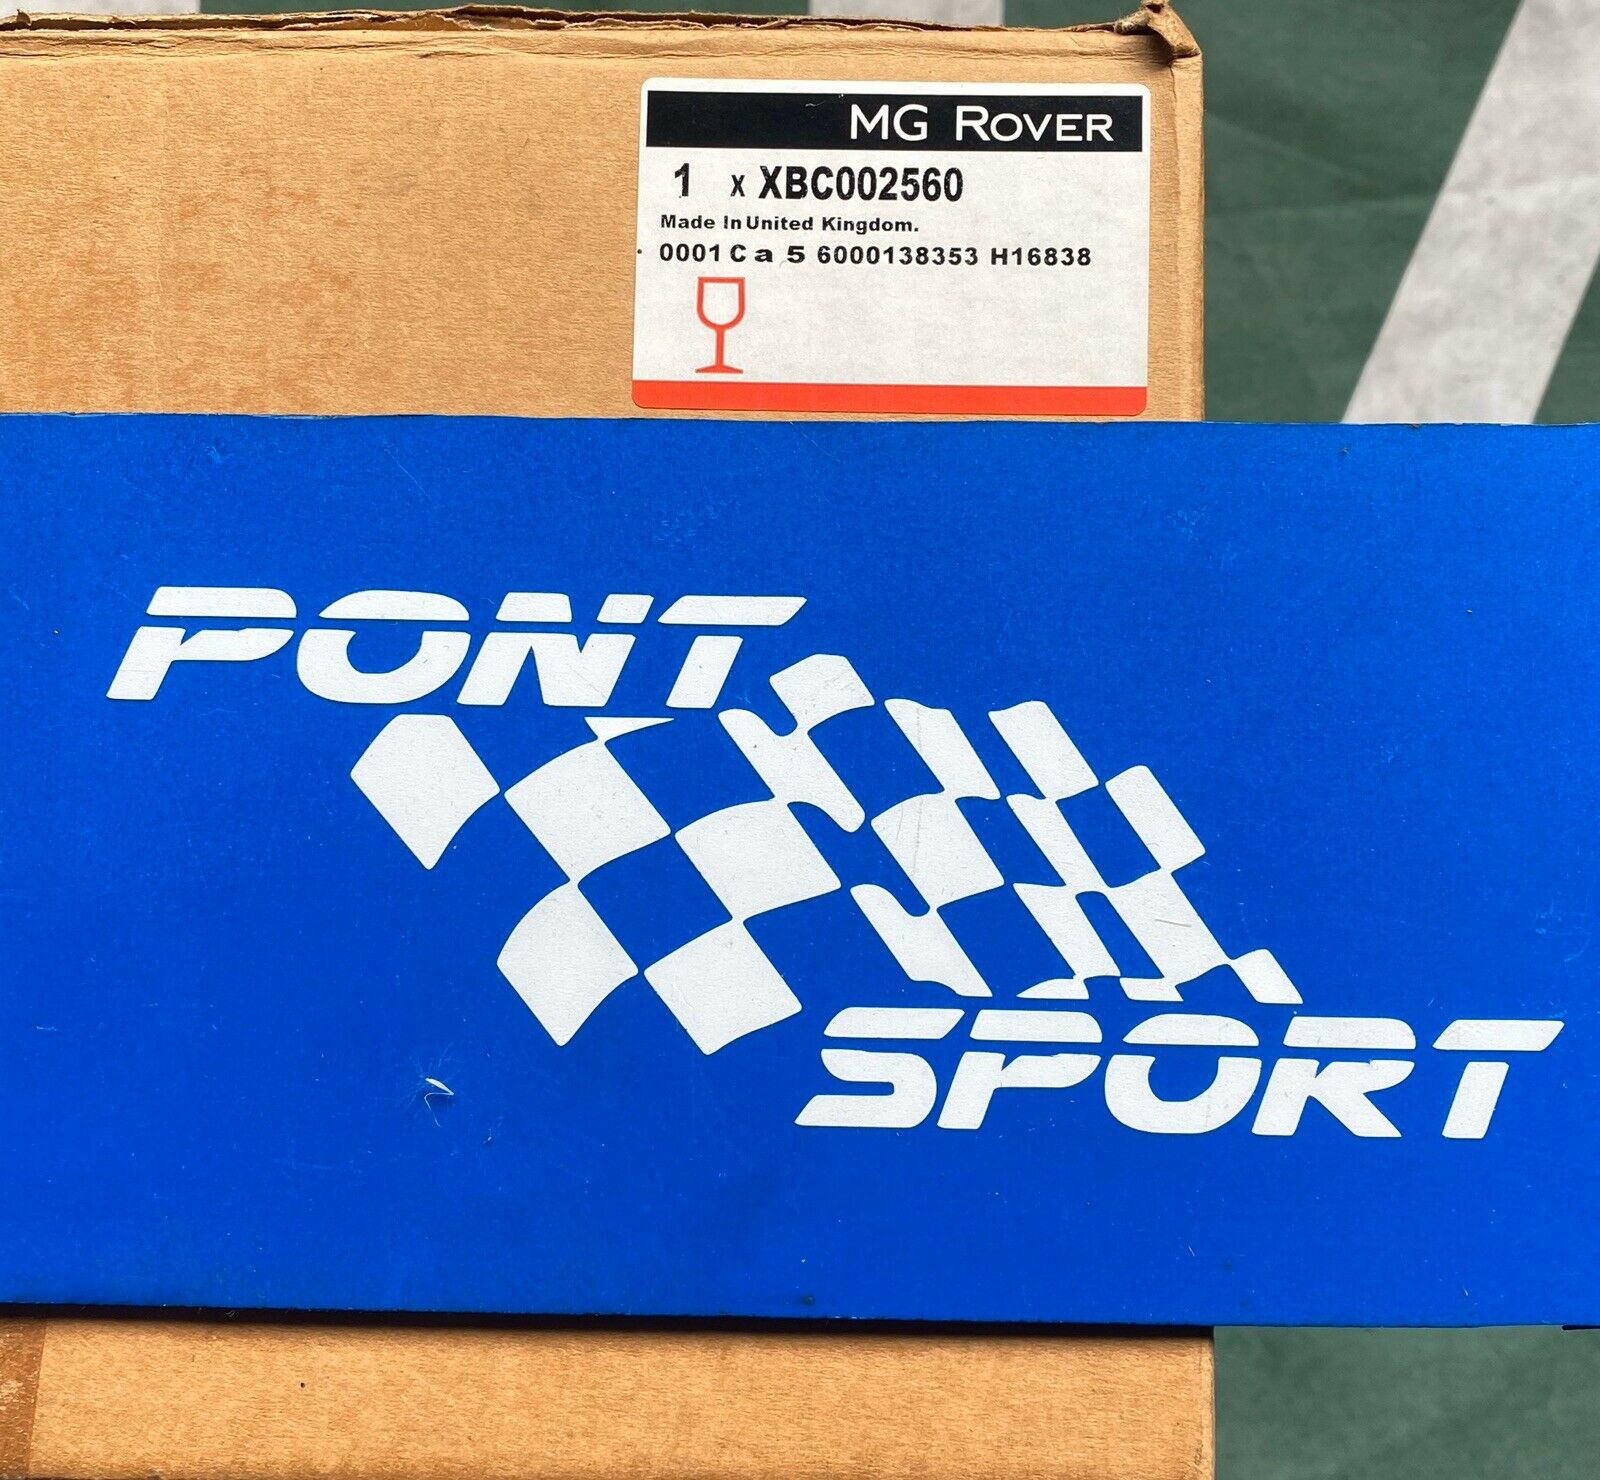 MG ROVER
1 x XBC002560
Made In United Kingdom.
0001 C a 5 6000138353 H16838
PONT
SPORT